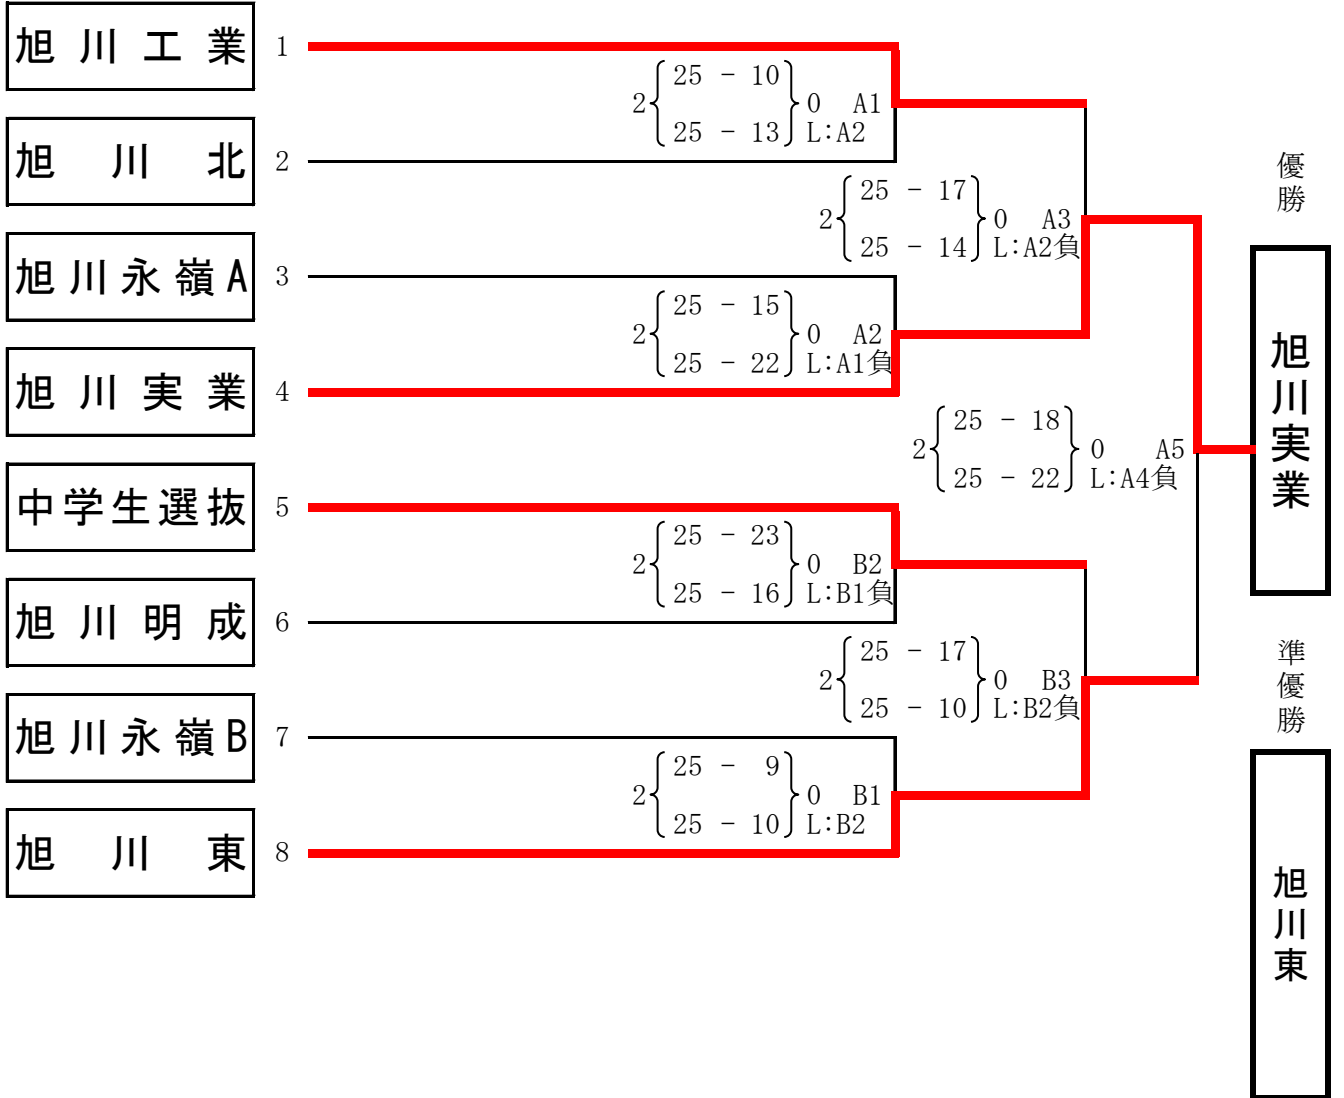 旭川工業 1
25 - 10
2 0 A1
25 - 13 L:A2
旭川北 2
25 - 17
2 0 A3
25 - 14 L:A2負
旭川永嶺A 3
25 - 15
2 0 A2
25 - 22 L:A1負
旭川実業 4
25 - 18
2 0 A5
25 - 22 L:A4負
中学生選抜 5
25 - 23
2 0 B2
25 - 16 L:B1負
旭川明成 6
25 - 17
2 0 B3
25 - 10 L:B2負
旭川永嶺B 7
25 - 9
2 0 B1
25 - 10 L:B2
旭川東 8
優勝
旭川実業
準優勝
旭川東